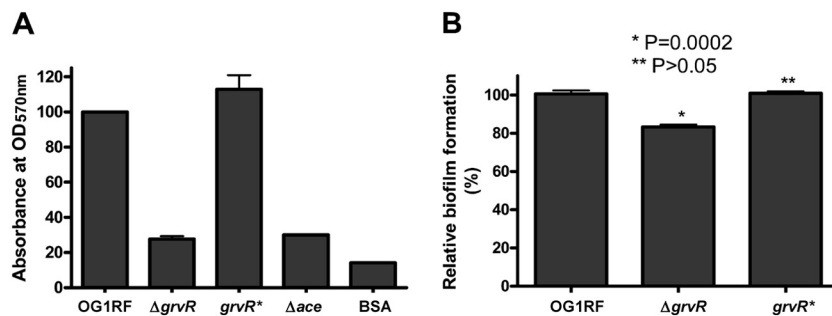 A
Absorbance at OD570nm
120
100
80
60
40
20
0
OG1RF ΔgrvR grvR* Δace BSA
B
* P=0.0002
** P>0.05
Relative biofilm formation
(%)
100
80
60
40
20
0
*
**
OG1RF ΔgrvR grvR*